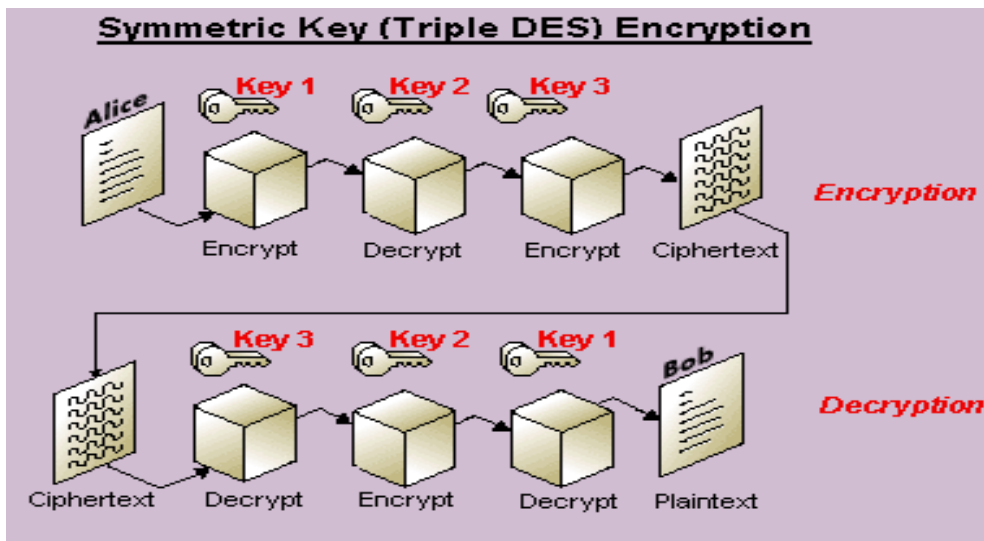 Symmetric Key (Triple DES) Encryption
Alice
Key 1 Key 2 Key 3
Encryption
Encrypt Decrypt Encrypt Ciphertext
Key 3 Key 2 Key 1
Bob
Decryption
Ciphertext Decrypt Encrypt Decrypt Plaintext